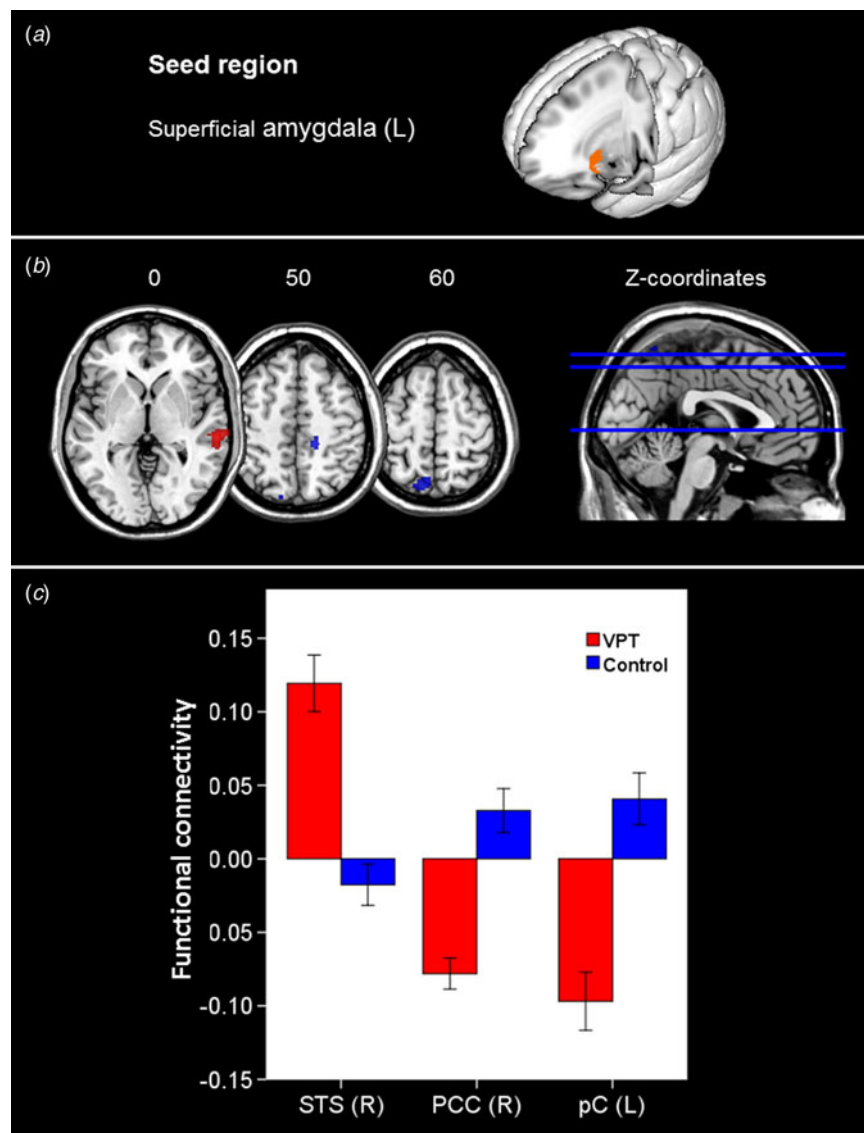 (a)
Seed region
Superficial amygdala (L)
(b)
0 50 60 Z-coordinates
(c)
Functional connectivity
0.15
0.10
0.05
0.00
0.05
-0.10
-0.15
VPT
Control
STS (R) PCC (R) pC (L)